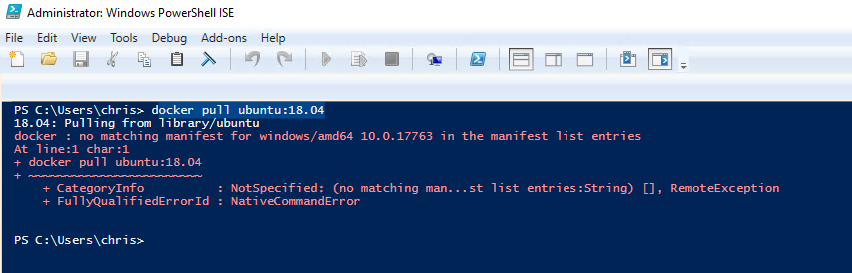 Administrator: Windows PowerShell ISE
File Edit View Tools Debug Add-ons Help
PS C:\Users\chris> docker pull ubuntu:18.04
18.04: Pulling from library/ubuntu
docker : no matching manifest for windows/amd64 10.0.17763 in the manifest list entries
At line:1 char:1
+ docker pull ubuntu:18.04
+ ~~~~~~~~~~~~~~~~~~~~~~~~
+ CategoryInfo : NotSpecified: (no matching man...st list entries:String) [], RemoteException
+ FullyQualifiedErrorId : NativeCommandError
PS C:\Users\chris>